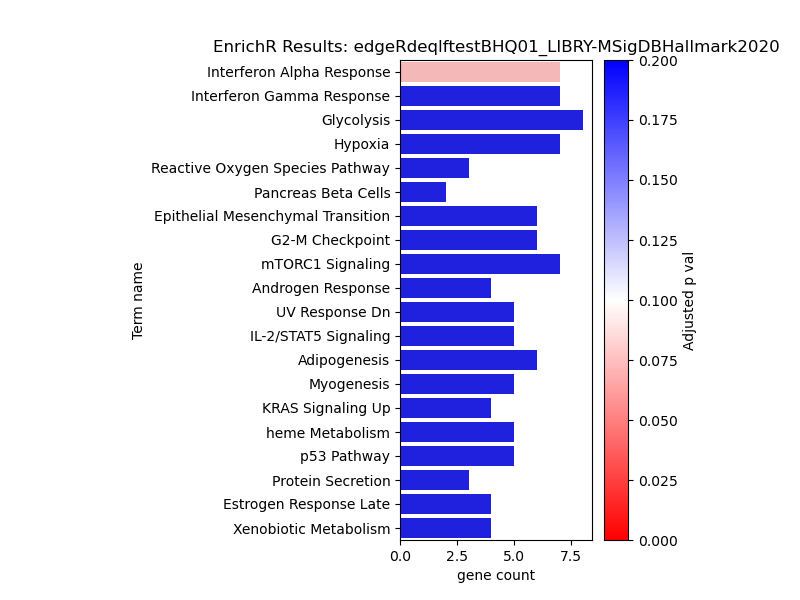 EnrichR Results: edgeRdeqlftestBHQ01_LIBRY-MSigDBHallmark2020
Interferon Alpha Response
Interferon Gamma Response
Glycolysis
Hypoxia
Reactive Oxygen Species Pathway
Pancreas Beta Cells
Epithelial Mesenchymal Transition
G2-M Checkpoint
mTORC1 Signaling
Androgen Response
UV Response Dn
IL-2/STAT5 Signaling
Adipogenesis
Myogenesis
KRAS Signaling Up
heme Metabolism
p53 Pathway
Protein Secretion
Estrogen Response Late
Xenobiotic Metabolism
Term name
0.0 2.5 5.0 7.5
gene count
0.200
0.175
0.150
0.125
0.100
0.075
0.050
0.025
0.000
Adjusted p val